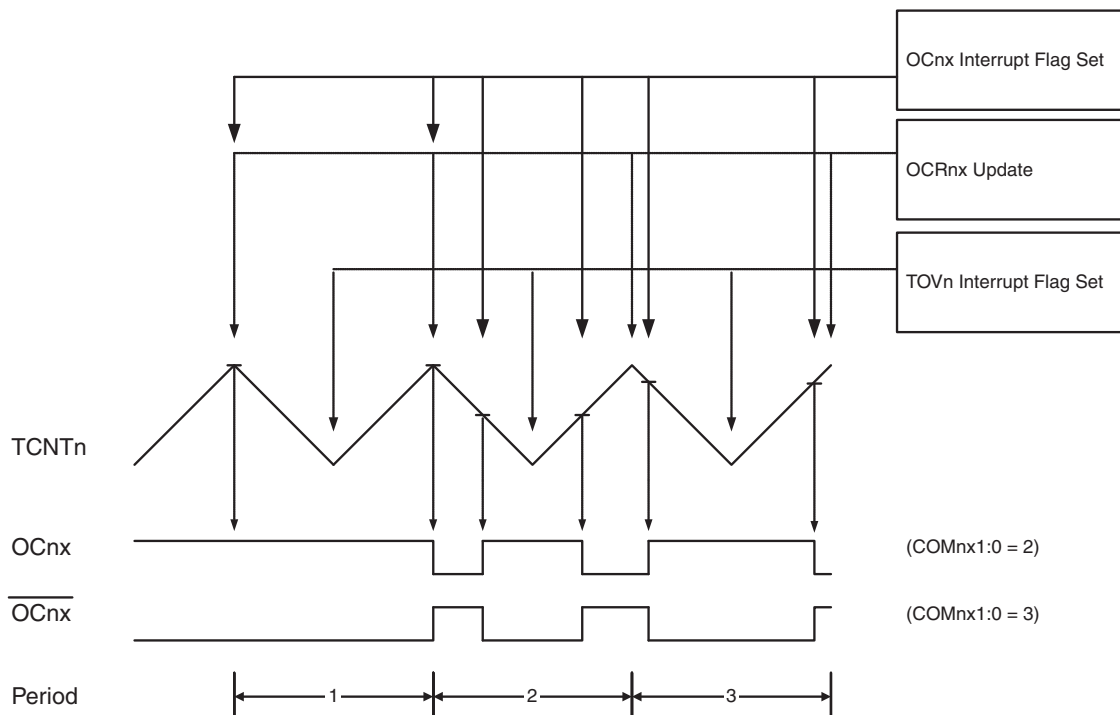 OCnx Interrupt Flag Set
OCRnx Update
TOVn Interrupt Flag Set
TCNTn
OCnx
(COMnx1:0 = 2)
OCnx
(COMnx1:0 = 3)
Period
1
2
3